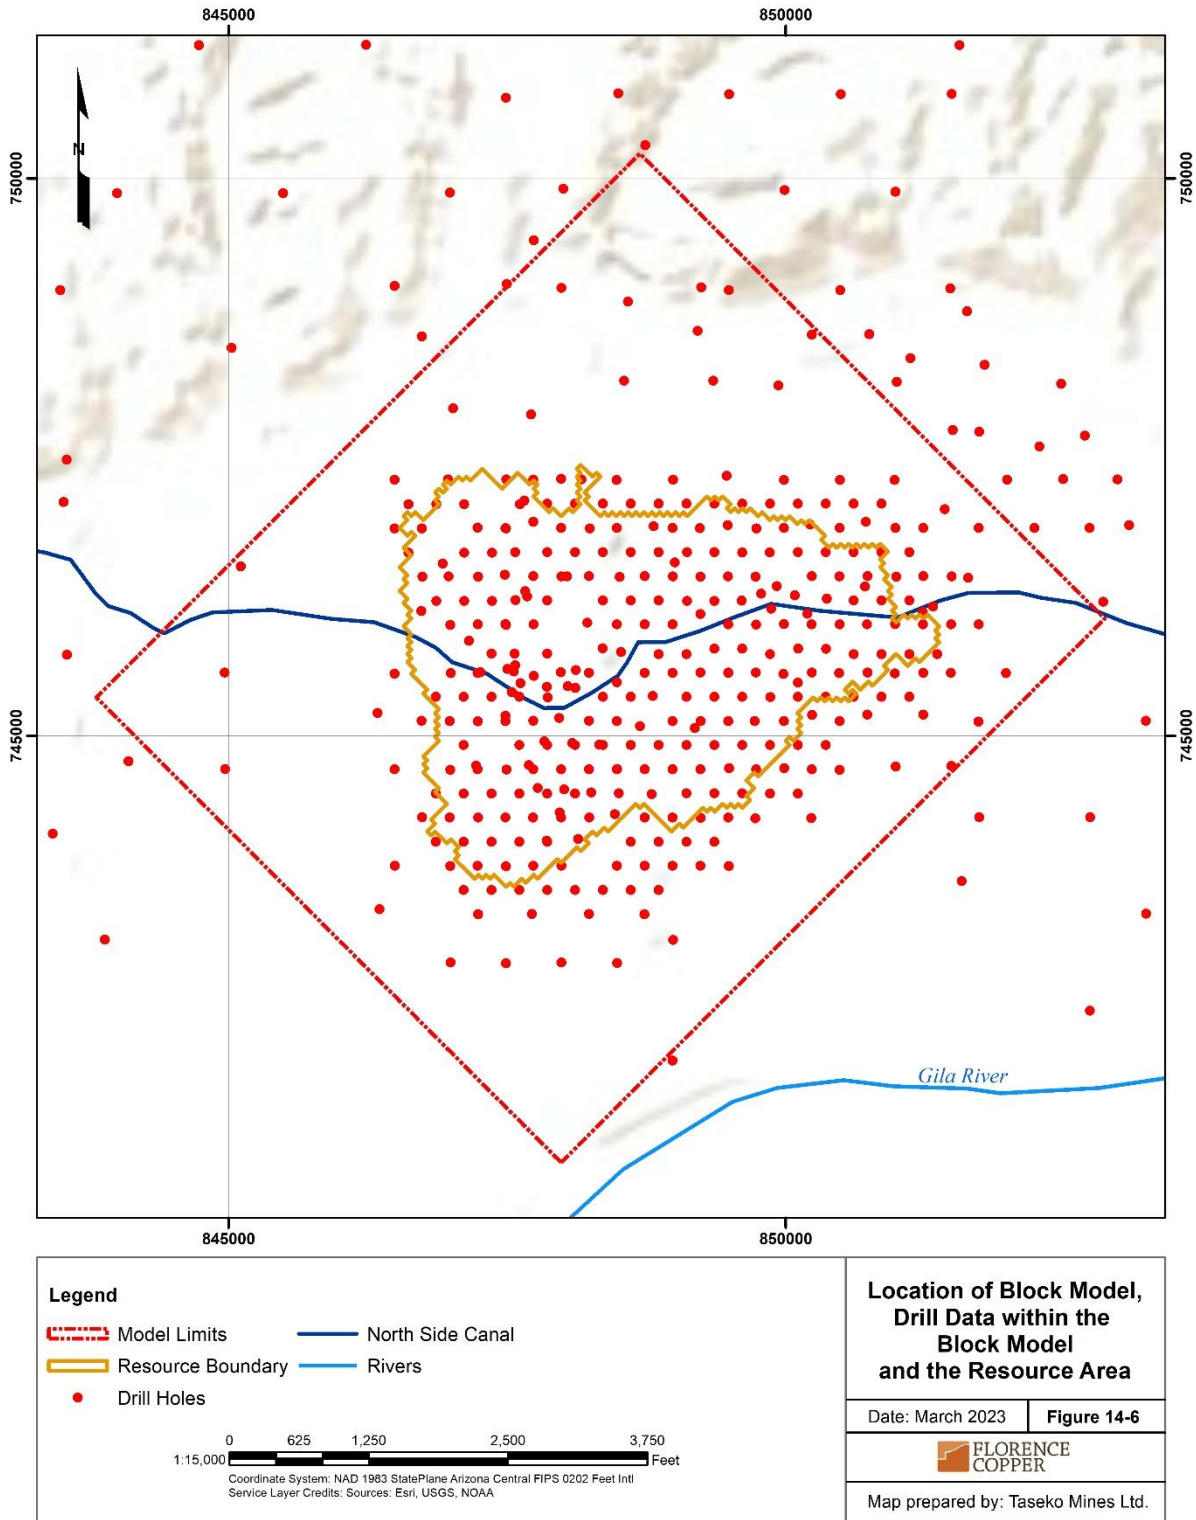 845000
850000
N
750000
750000
745000
745000
Gila River
845000
850000
Legend
Model Limits
North Side Canal
Resource Boundary
Rivers
Drill Holes
0 625 1,250 2,500 3,750
1:15,000
Feet
Coordinate System: NAD 1983 StatePlane Arizona Central FIPS 0202 Feet Intl
Service Layer Credits: Sources: Esri, USGS, NOAA
Location of Block Model,
Drill Data within the
Block Model
and the Resource Area
Date: March 2023
Figure 14-6
FLORENCE
COPPER
Map prepared by: Taseko Mines Ltd.